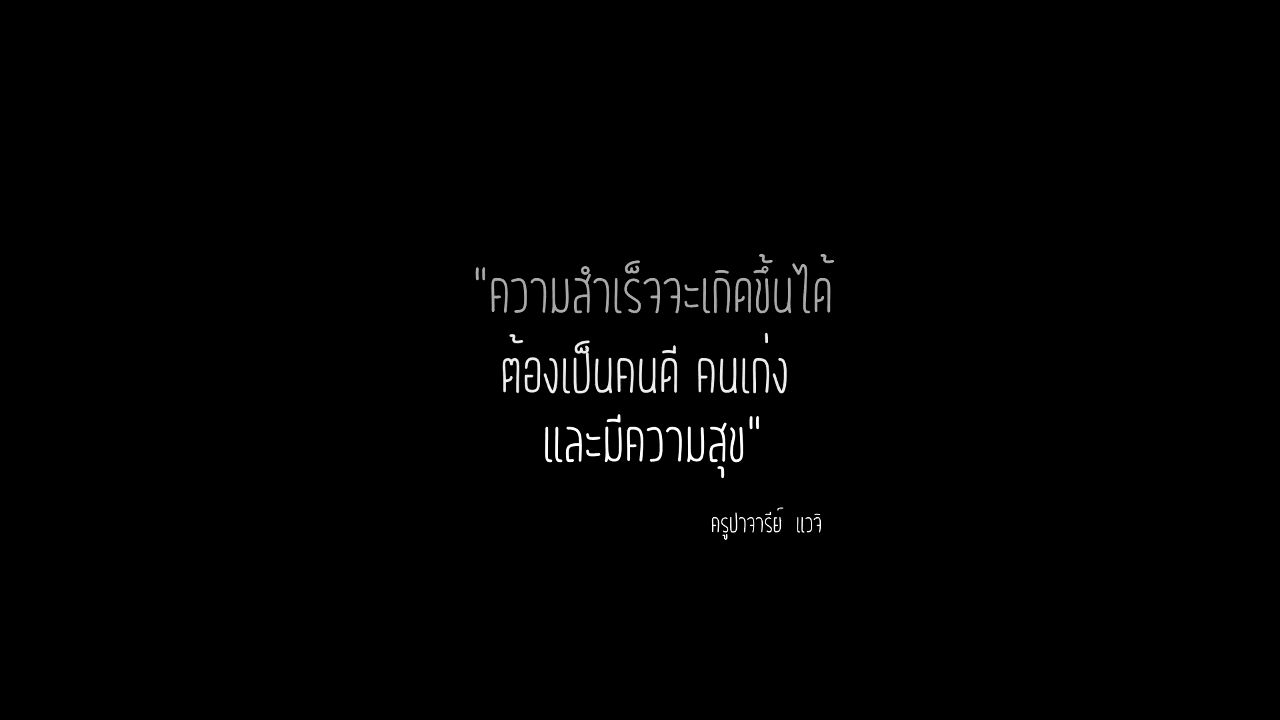 "ความสำเร็จจะเกิดขึ้นได้
ต้องเป็นคนดี คนเก่ง
และมีความสุข"
ครูปาจารีย์ แวจิ